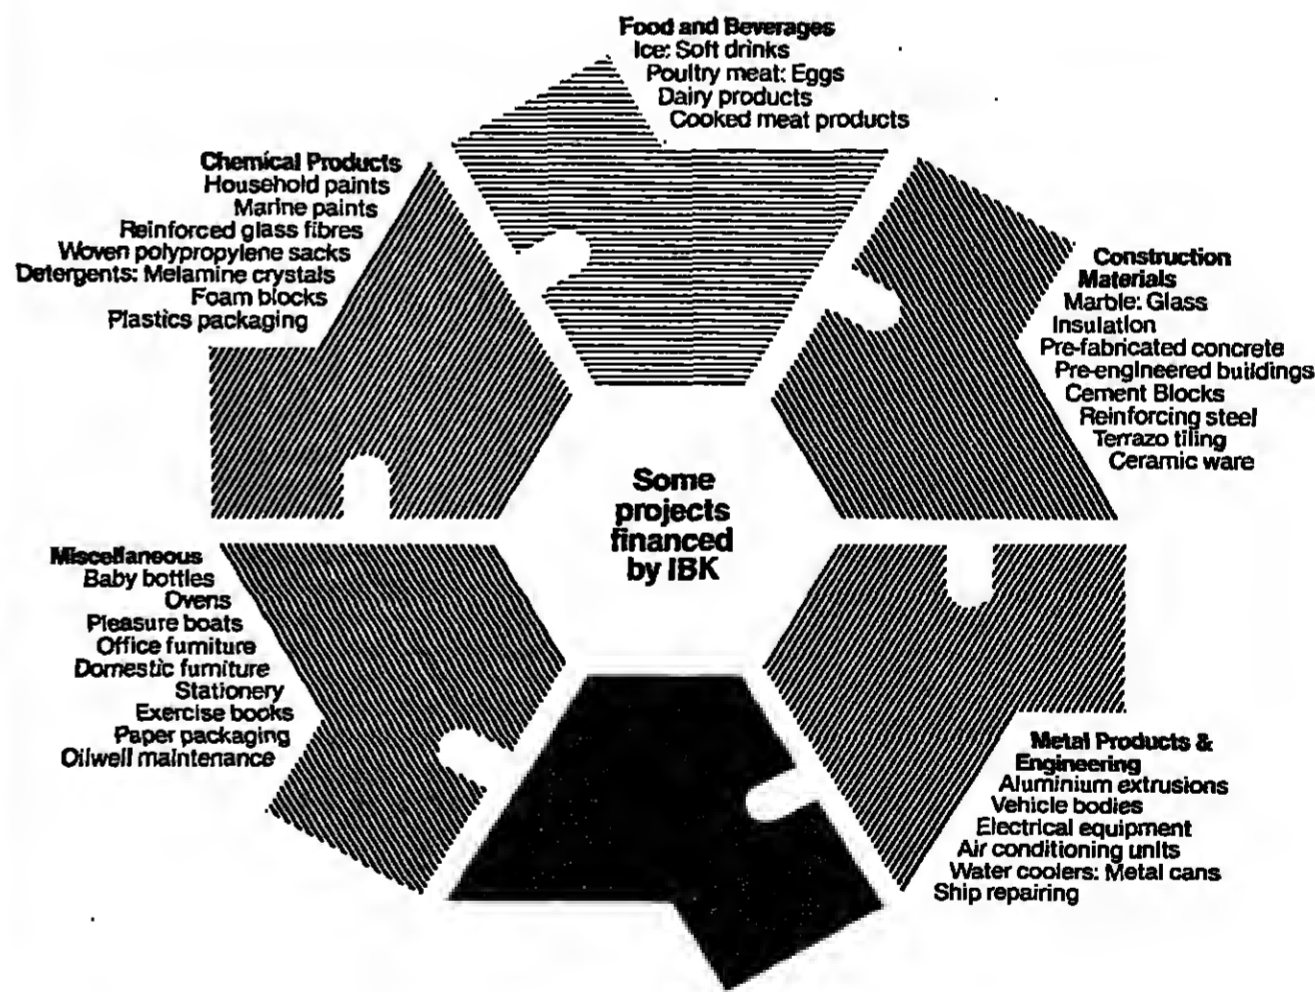 Food and Beverages
Ice: Soft drinks
Poultry meat: Eggs
Dairy products
Cooked meat products
Chemical Products
Household paints
Marine paints
Reinforced glass fibres
Woven polypropylene sacks
Detergents: Melamine crystals
Foam blocks
Plastics packaging
Construction
Materials
Marble: Glass
Insulation
Pre-fabricated concrete
Pre-engineered buildings
Cement Blocks
Reinforcing steel
Terrazo tiling
Ceramic ware
Some
projects
financed
by IBK
Miscellaneous
Baby bottles
Ovens
Pleasure boats
Office furniture
Domestic furniture
Stationery
Exercise books
Paper packaging
Oilwell maintenance
Metal Products &
Engineering
Aluminium extrusions
Vehicle bodies
Electrical equipment
Air conditioning units
Water coolers: Metal cans
Ship repairing